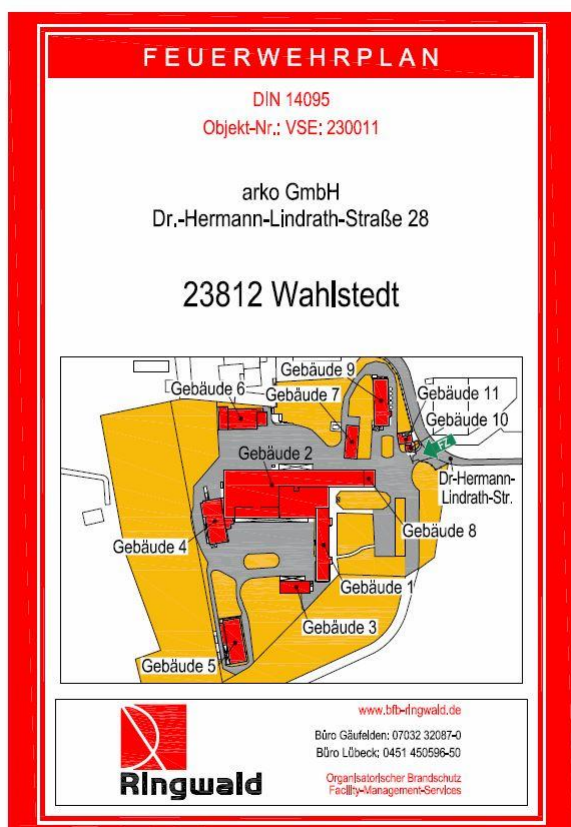 FEUERWEHRPLAN
DIN 14095
Objekt-Nr.: VSE: 230011
arko GmbH
Dr.-Hermann-Lindrath-Straße 28
23812 Wahlstedt
Gebäude 9
Gebäude 6
Gebäude 7
Gebäude 11
Gebäude 10
FZ
Gebäude 2
Dr-Hermann-
Lindrath-Str.
Gebäude 8
Gebäude 4
Gebäude 1
Gebäude 3
Gebäude 5
www.bfb-ringwald.de
Büro Gäufelden: 07032 32087-0
Büro Lübeck: 0451 450596-50
Ringwald
Organisatorischer Brandschutz
Facility-Management-Services